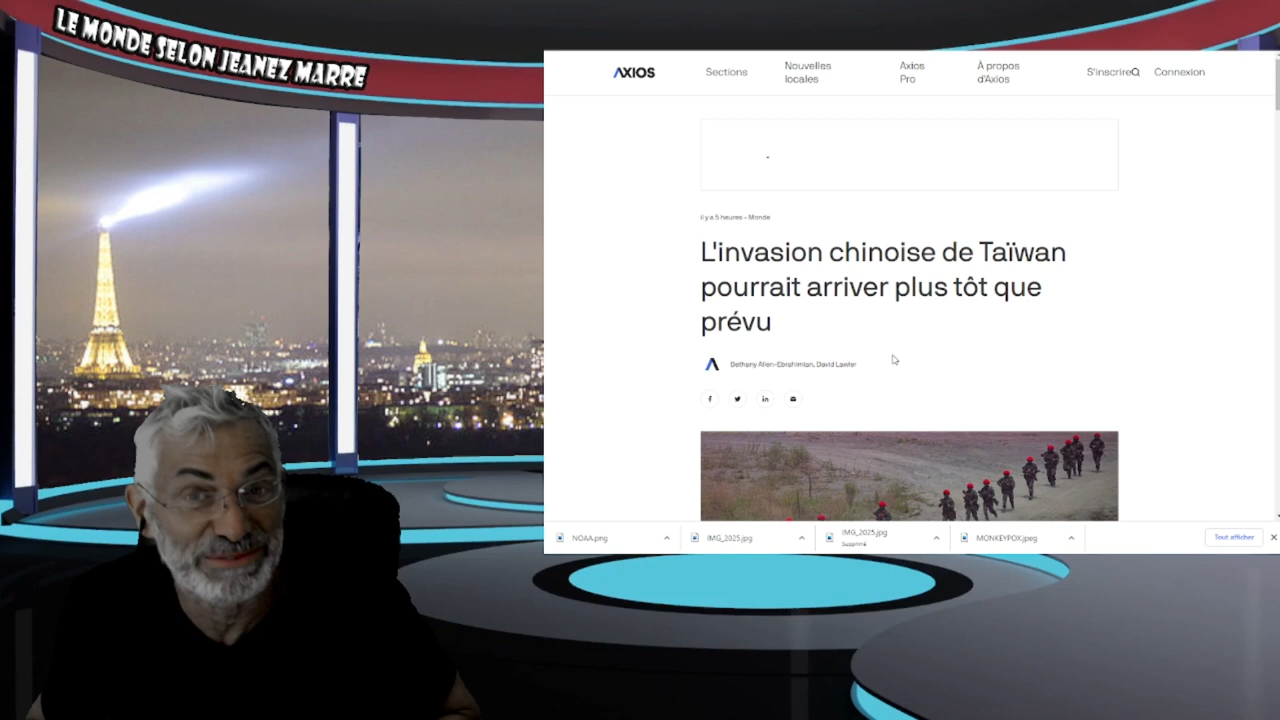 LE MONDE SELON JEANEZ MARRE
AXIOS
Sections
Nouvelles
locales
Axios
Pro
À propos
d'Axios
S'inscrire
Connexion
il y a 5 heures - Monde
L'invasion chinoise de Taïwan
pourrait arriver plus tôt que
prévu
Bethany Allen-Ebrahimian, David Lawler
NOAA.png
IMG_2025.jpg
IMG_2025.jpg
Supprimé
MONKEYPOX.jpeg
Tout afficher